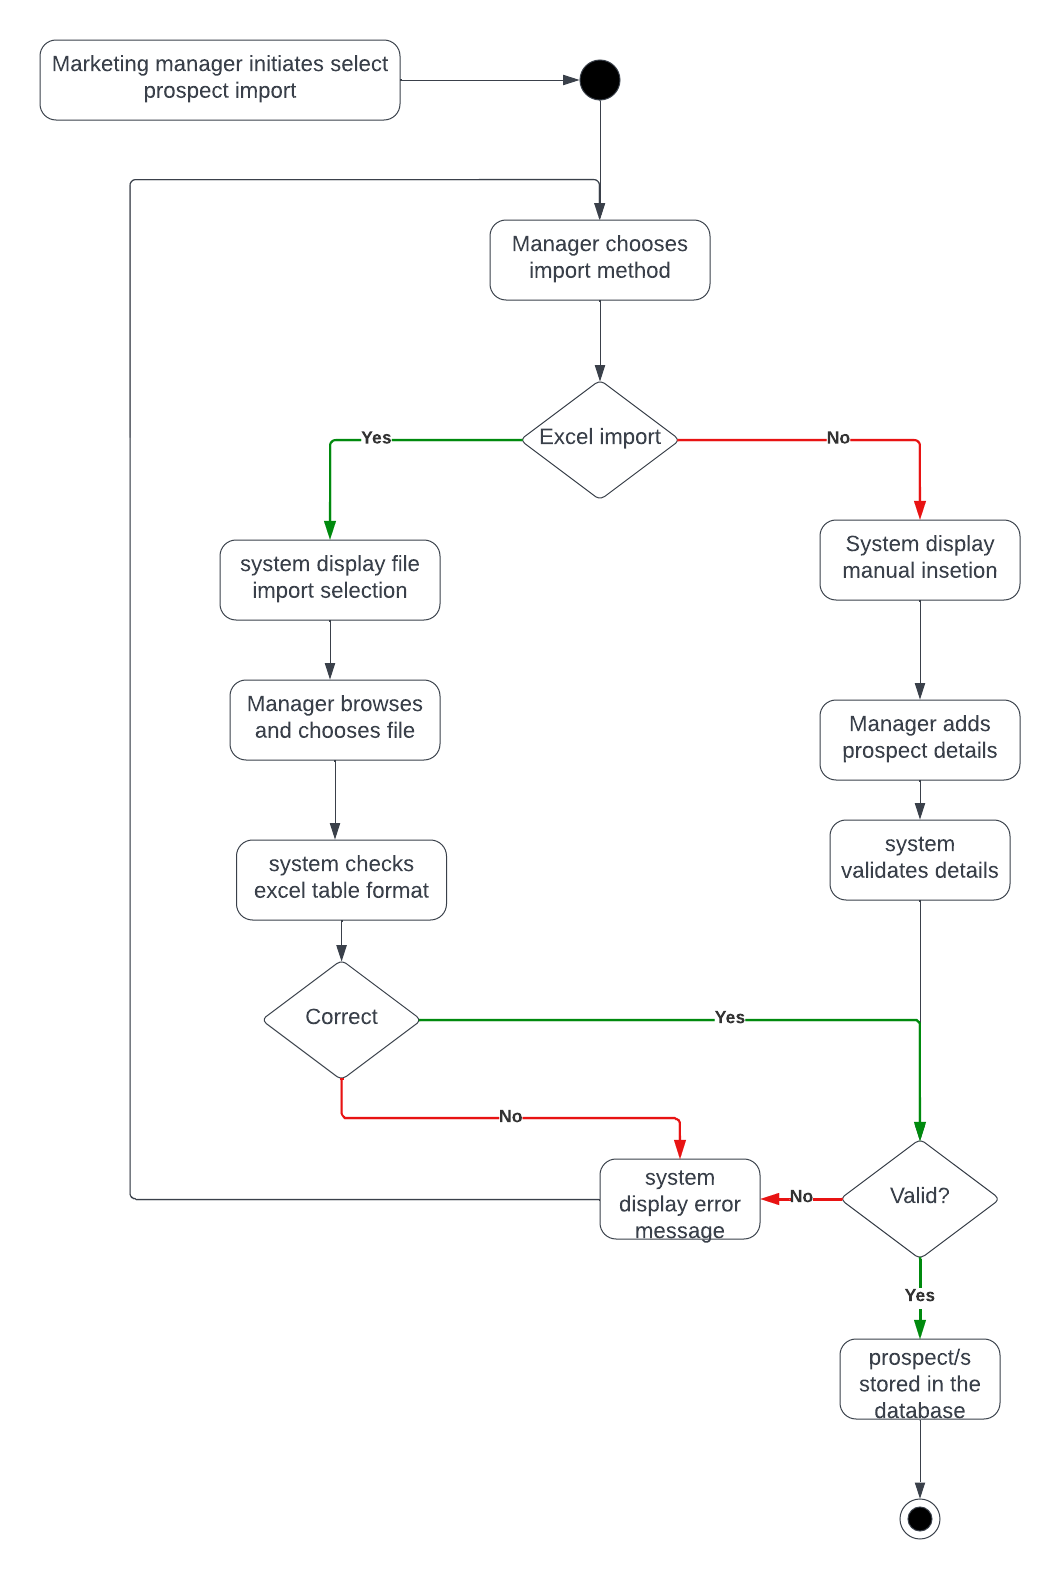 Marketing manager initiates select
prospect import
Manager chooses
import method
Excel import
Yes
No
system display file
import selection
System display
manual insetion
Manager browses
and chooses file
Manager adds
prospect details
system checks
excel table format
system
validates details
Correct
Yes
No
system
display error
message
No
Valid?
Yes
prospect/s
stored in the
database